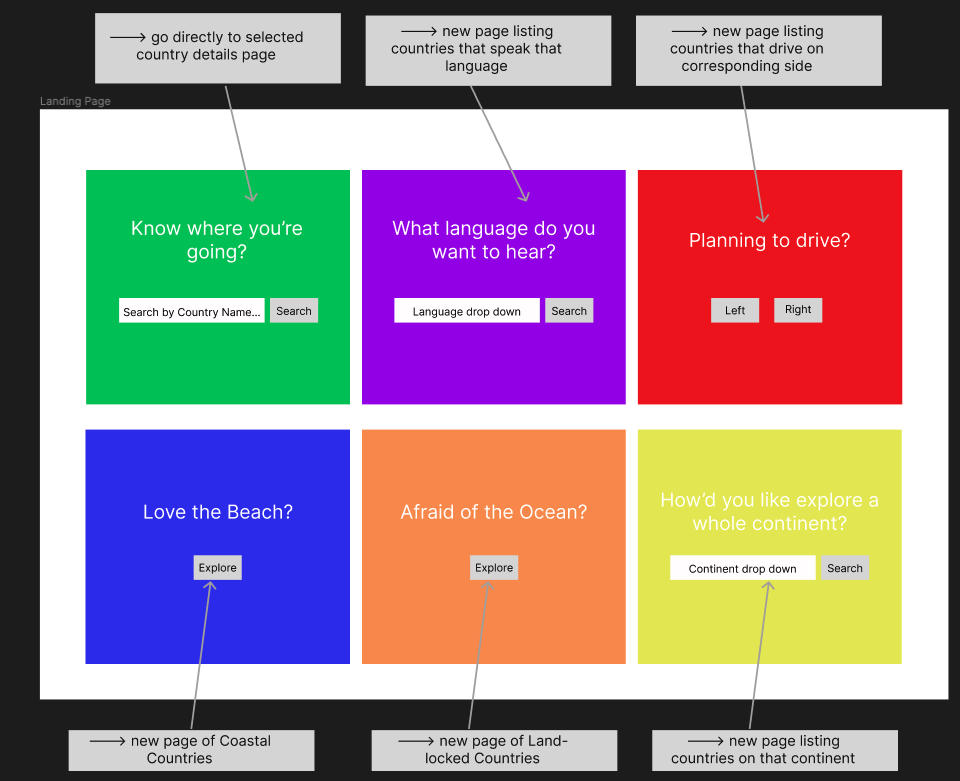 ⟶ go directly to selected
country details page
⟶ new page listing
countries that speak that
language
⟶ new page listing
countries that drive on
corresponding side
Landing Page
Know where you're
going?
Search by Country Name...
Search
What language do you
want to hear?
Language drop down
Search
Planning to drive?
Left
Right
Love the Beach?
Explore
Afraid of the Ocean?
Explore
How'd you like explore a
whole continent?
Continent drop down
Search
⟶ new page of Coastal
Countries
⟶ new page of Land-
locked Countries
⟶ new page listing
countries on that continent